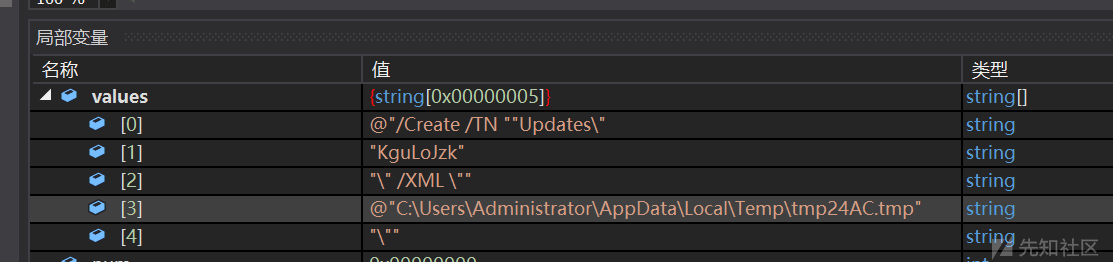 100 %
局部变量
名称 值 类型
values {string[0x00000005]} string[]
[0] @"/Create /TN ""Updates\" string
[1] "KguLoJzk" string
[2] "\" /XML \"" string
[3] @"C:\Users\Administrator\AppData\Local\Temp\tmp24AC.tmp" string
[4] "\"" string
先知社区